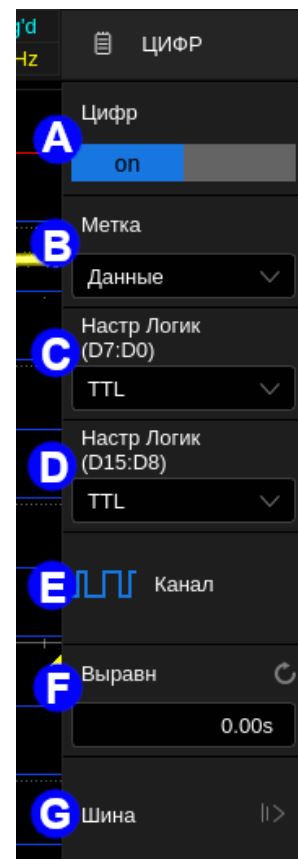 g'd
Hz
ЦИФР
A
Цифр
on
B
Метка
Данные
C
Настр Логик
(D7:D0)
TTL
D
Настр Логик
(D15:D8)
TTL
E
Канал
F
Выравн
0.00s
G
Шина